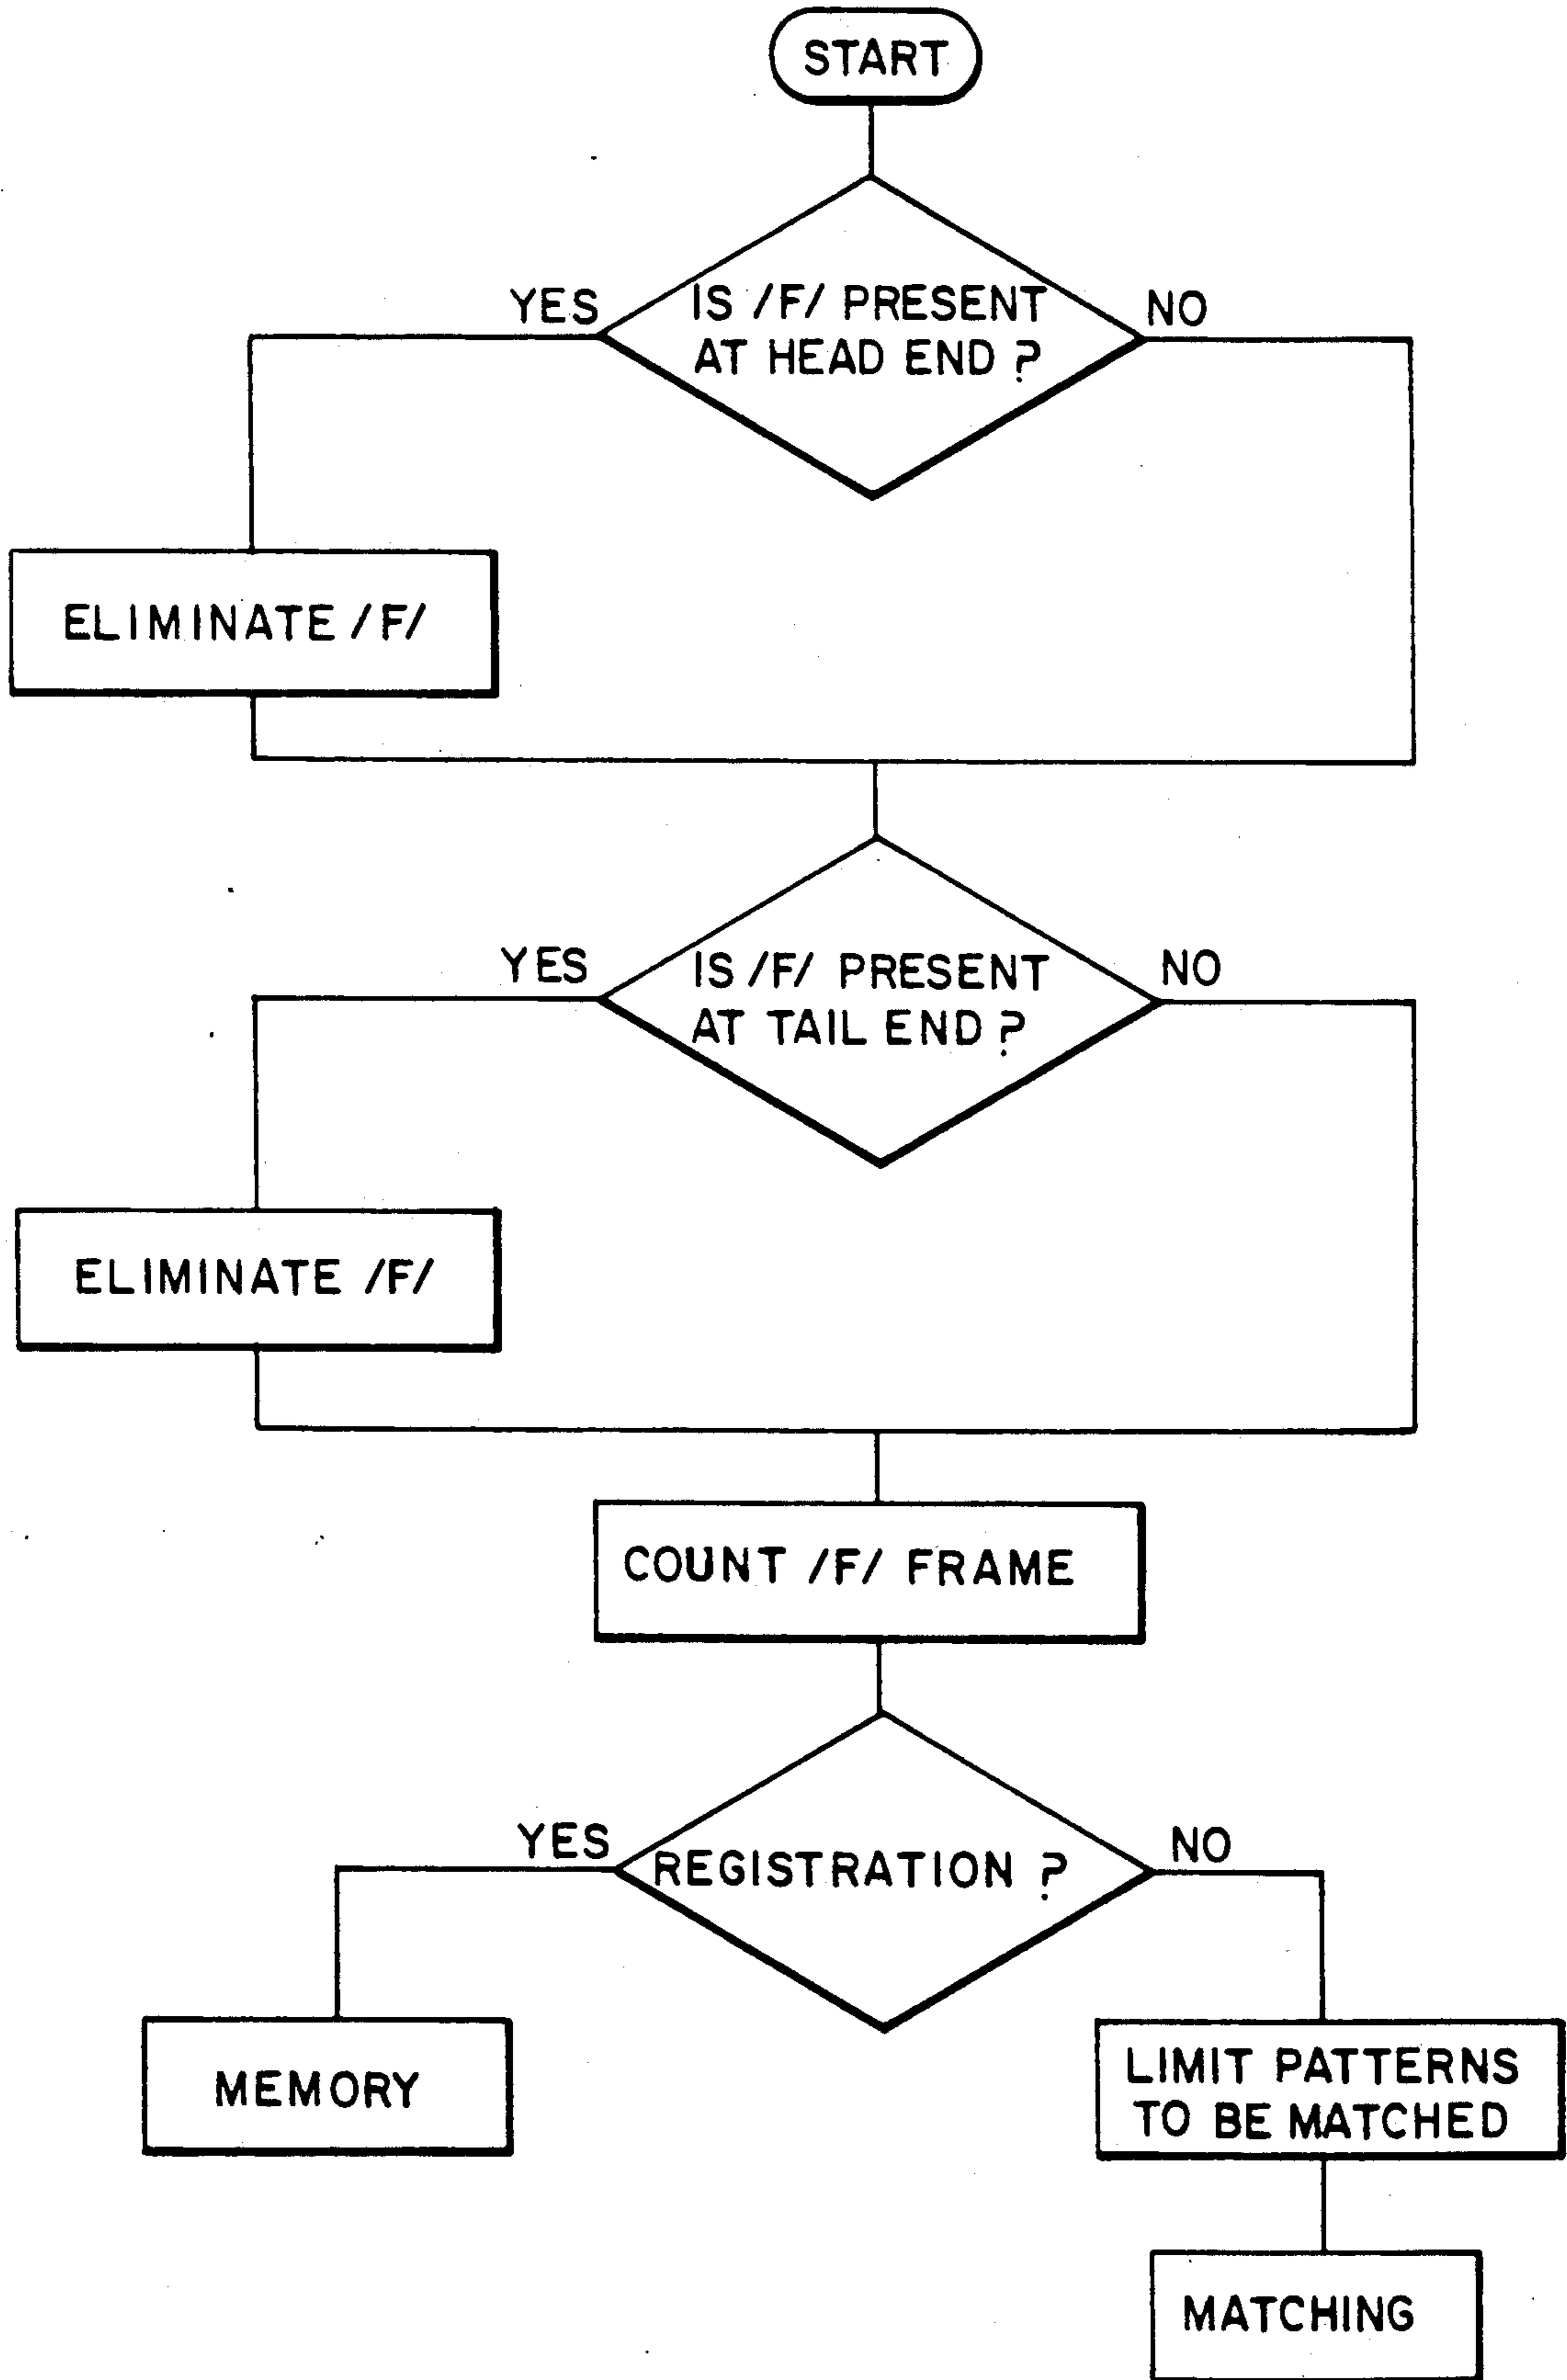 START
YES
IS /F/ PRESENT
AT HEAD END ?
NO
ELIMINATE /F/
YES
IS /F/ PRESENT
AT TAIL END ?
NO
ELIMINATE /F/
COUNT /F/ FRAME
YES
REGISTRATION ?
NO
MEMORY
LIMIT PATTERNS
TO BE MATCHED
MATCHING